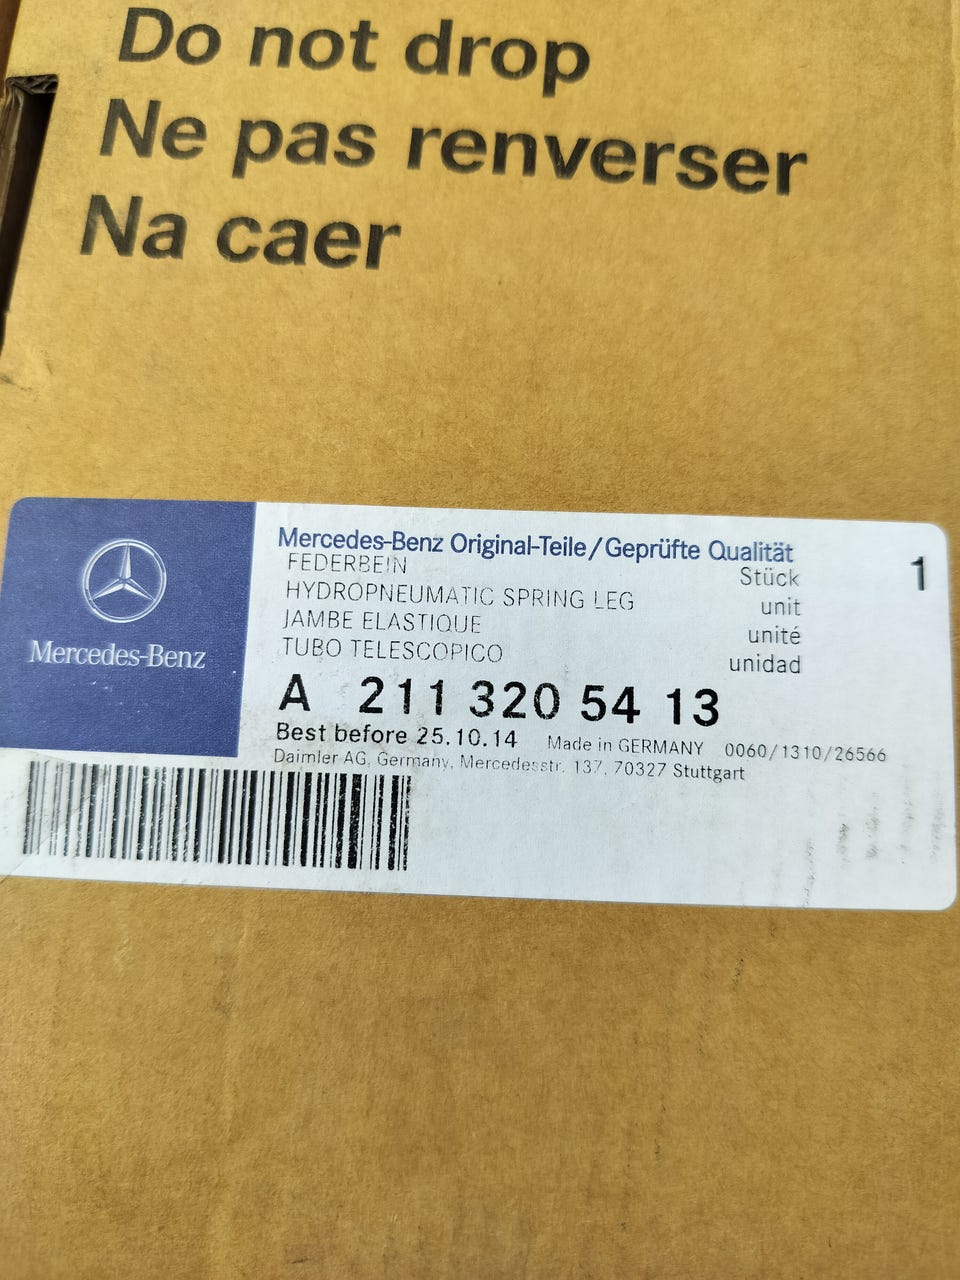 Do not drop
Ne pas renverser
Na caer
Mercedes-Benz
Mercedes-Benz Original-Teile/Geprüfte Qualität
FEDERBEIN Stück 1
HYDROPNEUMATIC SPRING LEG unit
JAMBE ELASTIQUE unité
TUBO TELESCOPICO unidad
A 211 320 54 13
Best before 25.10.14 Made in GERMANY 0060/1310/26566
Daimler AG, Germany, Mercedesstr. 137, 70327 Stuttgart